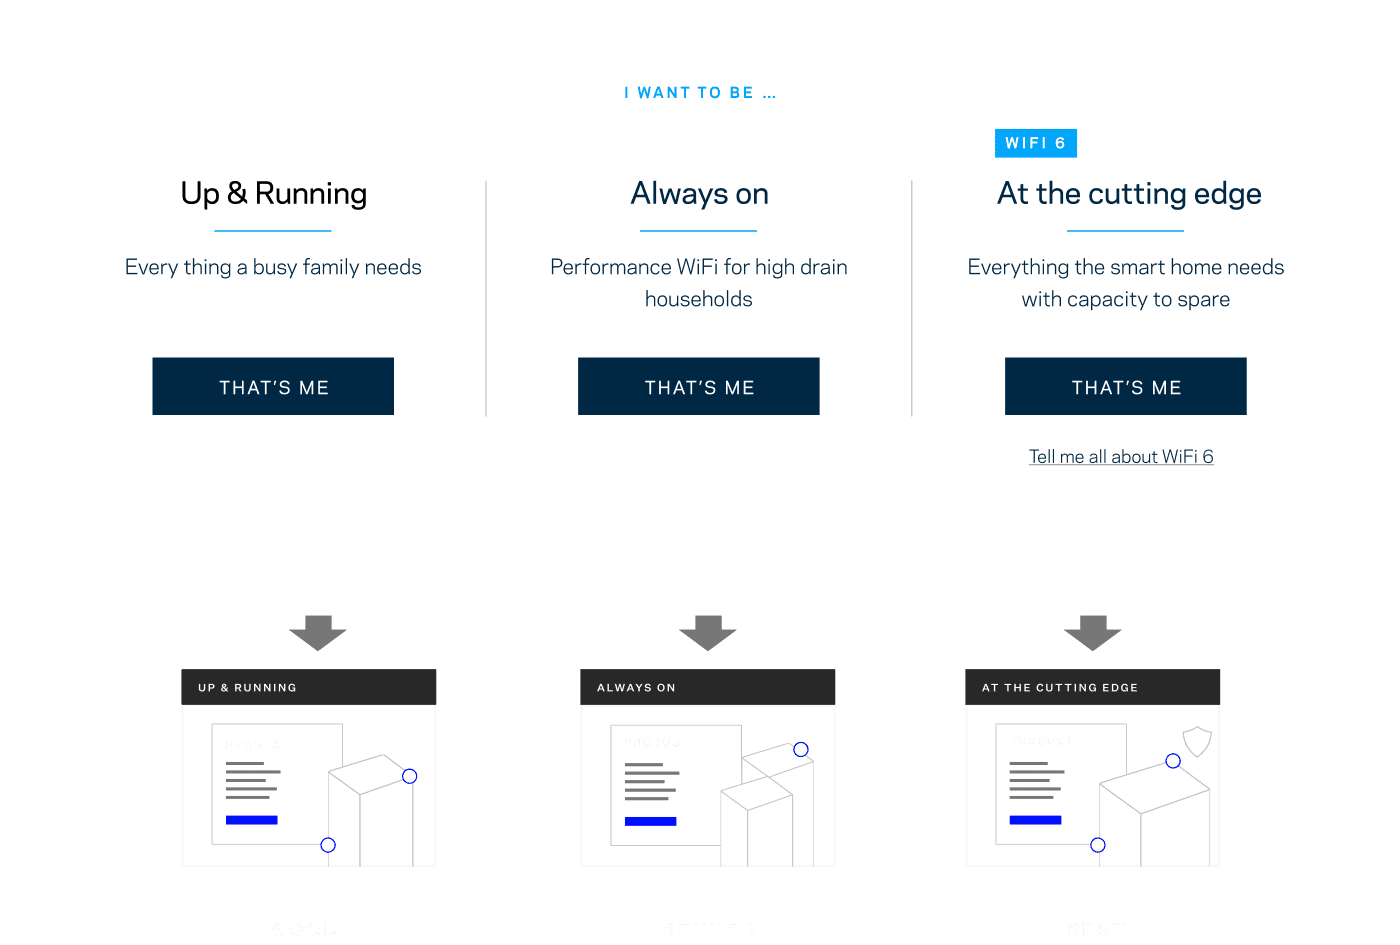 I WANT TO BE ...
WIFI 6
Up & Running
Always on
At the cutting edge
Every thing a busy family needs
Performance WiFi for high drain
households
Everything the smart home needs
with capacity to spare
THAT'S ME
THAT'S ME
THAT'S ME
Tell me all about WiFi 6
UP & RUNNING
ALWAYS ON
AT THE CUTTING EDGE